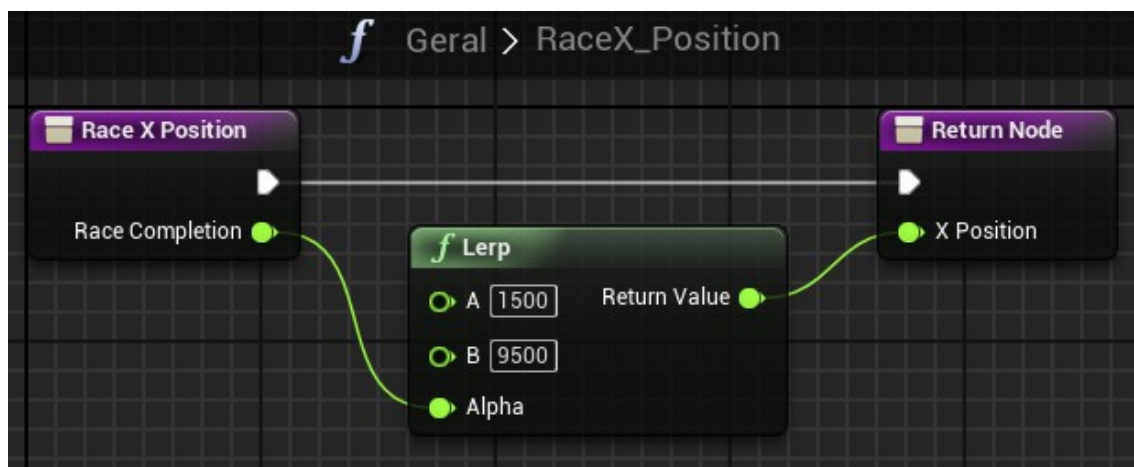 f Geral > RaceX_Position
Race X Position
Race Completion
f Lerp
A 1500
B 9500
Alpha
Return Value
Return Node
X Position